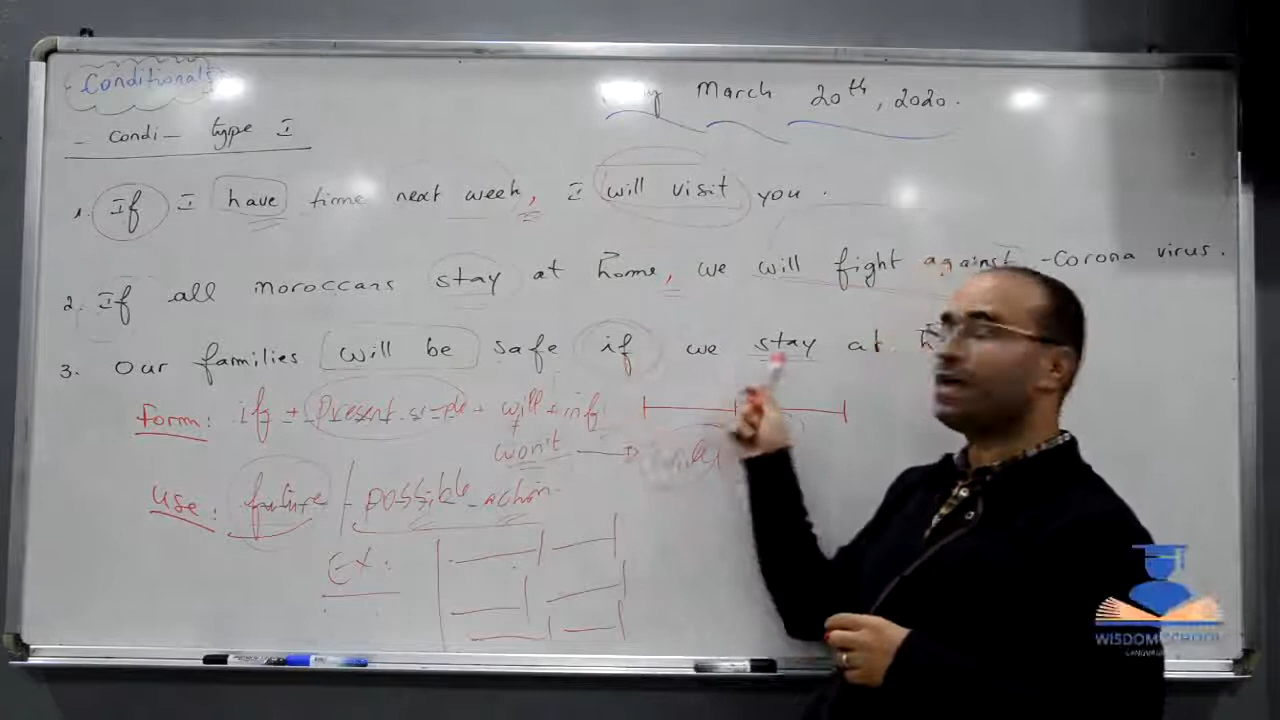 Conditionals
March 20th, 2020.
- Condi- type I
1. If I have time next week, I will visit you.
2. If all moroccans stay at home, we will fight against -Corona virus.
3. Our families will be safe if we stay at
Form: if + Present simple + will + inf
won't
Use: future / possible action
Ex:
WISDOM SCHOOL